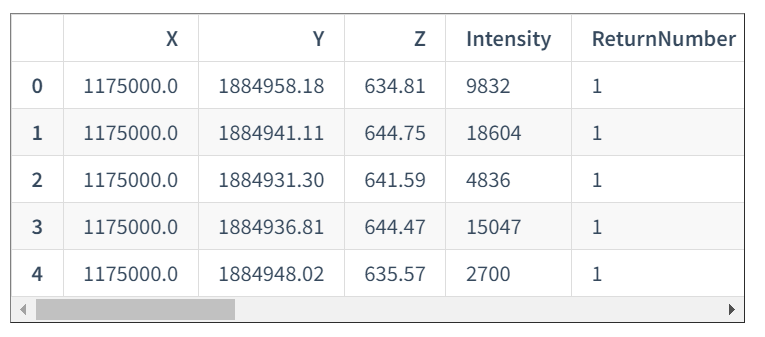 X Y Z Intensity ReturnNumber
0 1175000.0 1884958.18 634.81 9832 1
1 1175000.0 1884941.11 644.75 18604 1
2 1175000.0 1884931.30 641.59 4836 1
3 1175000.0 1884936.81 644.47 15047 1
4 1175000.0 1884948.02 635.57 2700 1